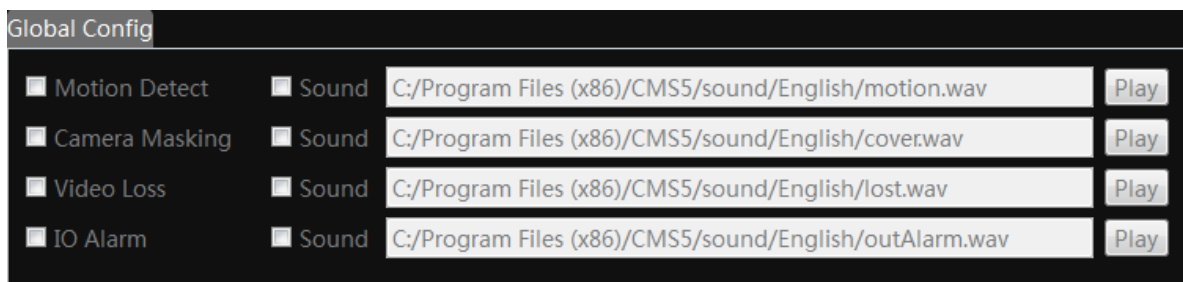 Global Config
Motion Detect Sound C:/Program Files (x86)/CMS5/sound/English/motion.wav Play
Camera Masking Sound C:/Program Files (x86)/CMS5/sound/English/cover.wav Play
Video Loss Sound C:/Program Files (x86)/CMS5/sound/English/lost.wav Play
IO Alarm Sound C:/Program Files (x86)/CMS5/sound/English/outAlarm.wav Play